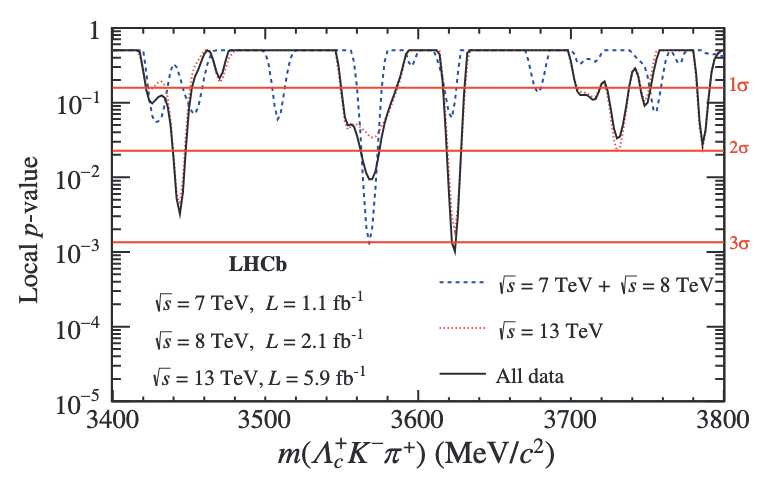 1
10⁻¹
10⁻²
10⁻³
10⁻⁴
10⁻⁵
Local p-value
1σ
2σ
3σ
LHCb
√s = 7 TeV, L = 1.1 fb⁻¹
√s = 8 TeV, L = 2.1 fb⁻¹
√s = 13 TeV, L = 5.9 fb⁻¹
√s = 7 TeV + √s = 8 TeV
√s = 13 TeV
All data
3400 3500 3600 3700 3800
m(Λc⁺K⁻π⁺) (MeV/c²)